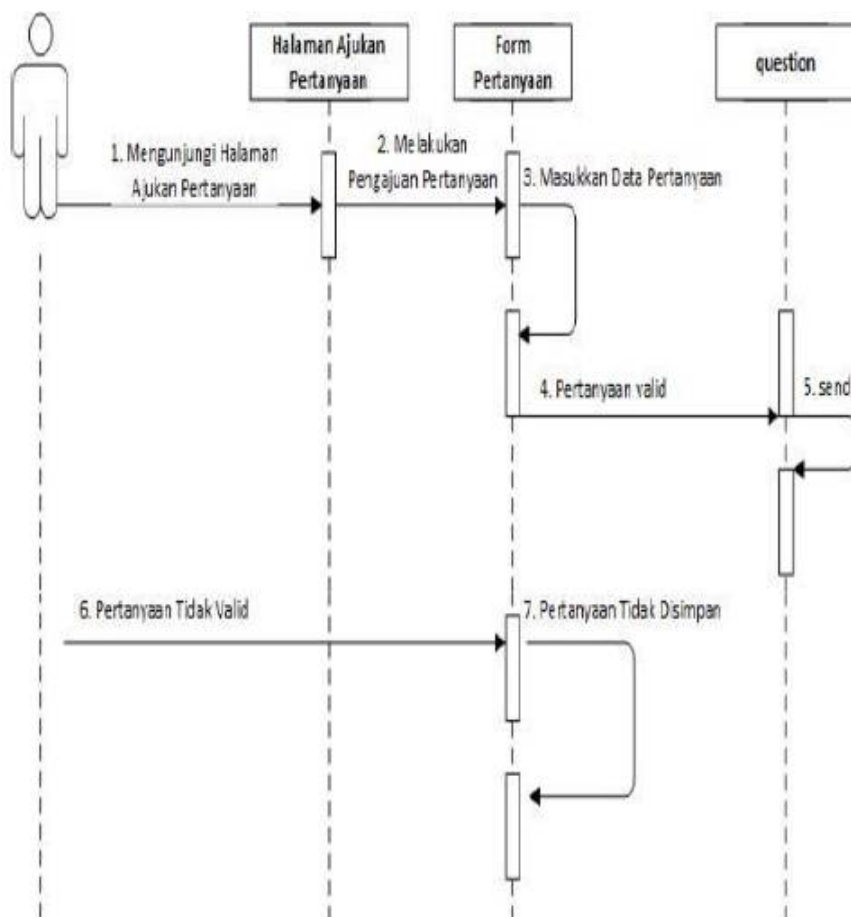 Halaman Ajukan
Pertanyaan
Form
Pertanyaan
question
1. Mengunjungi Halaman
Ajukan Pertanyaan
2. Melakukan
Pengajuan Pertanyaan
3. Masukkan Data Pertanyaan
4. Pertanyaan valid
5. send
6. Pertanyaan Tidak Valid
7. Pertanyaan Tidak Disimpan